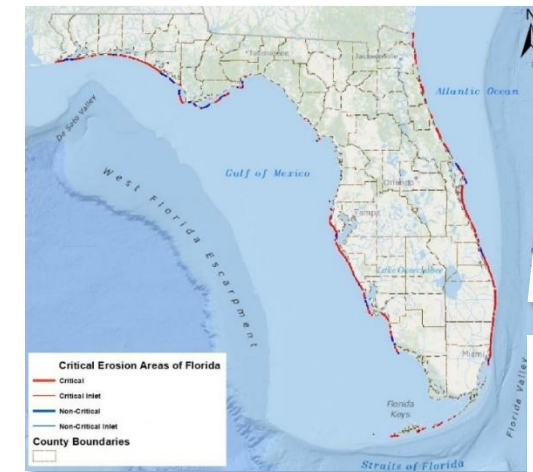 N
Tallahassee
Jacksonville
Atlantic Ocean
De Soto Valley
Gulf of Mexico
West Florida Escarpment
Orlando
Tampa
Lake Okeechobee
Miami
Florida Keys
Florida Valley
Straits of Florida
Critical Erosion Areas of Florida
Critical
Critical Inlet
Non-Critical
Non-Critical Inlet
County Boundaries